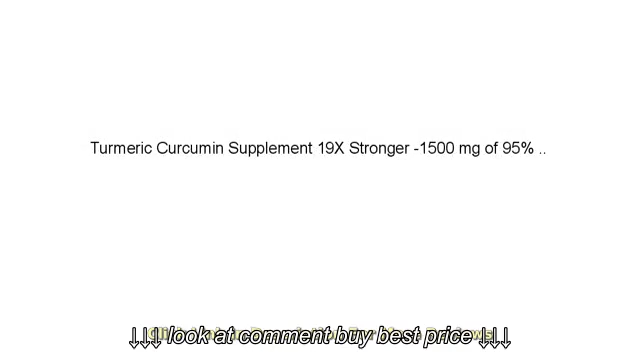 Turmeric Curcumin Supplement 19X Stronger -1500 mg of 95% ..
↓↓↓ look at comment buy best price ↓↓↓